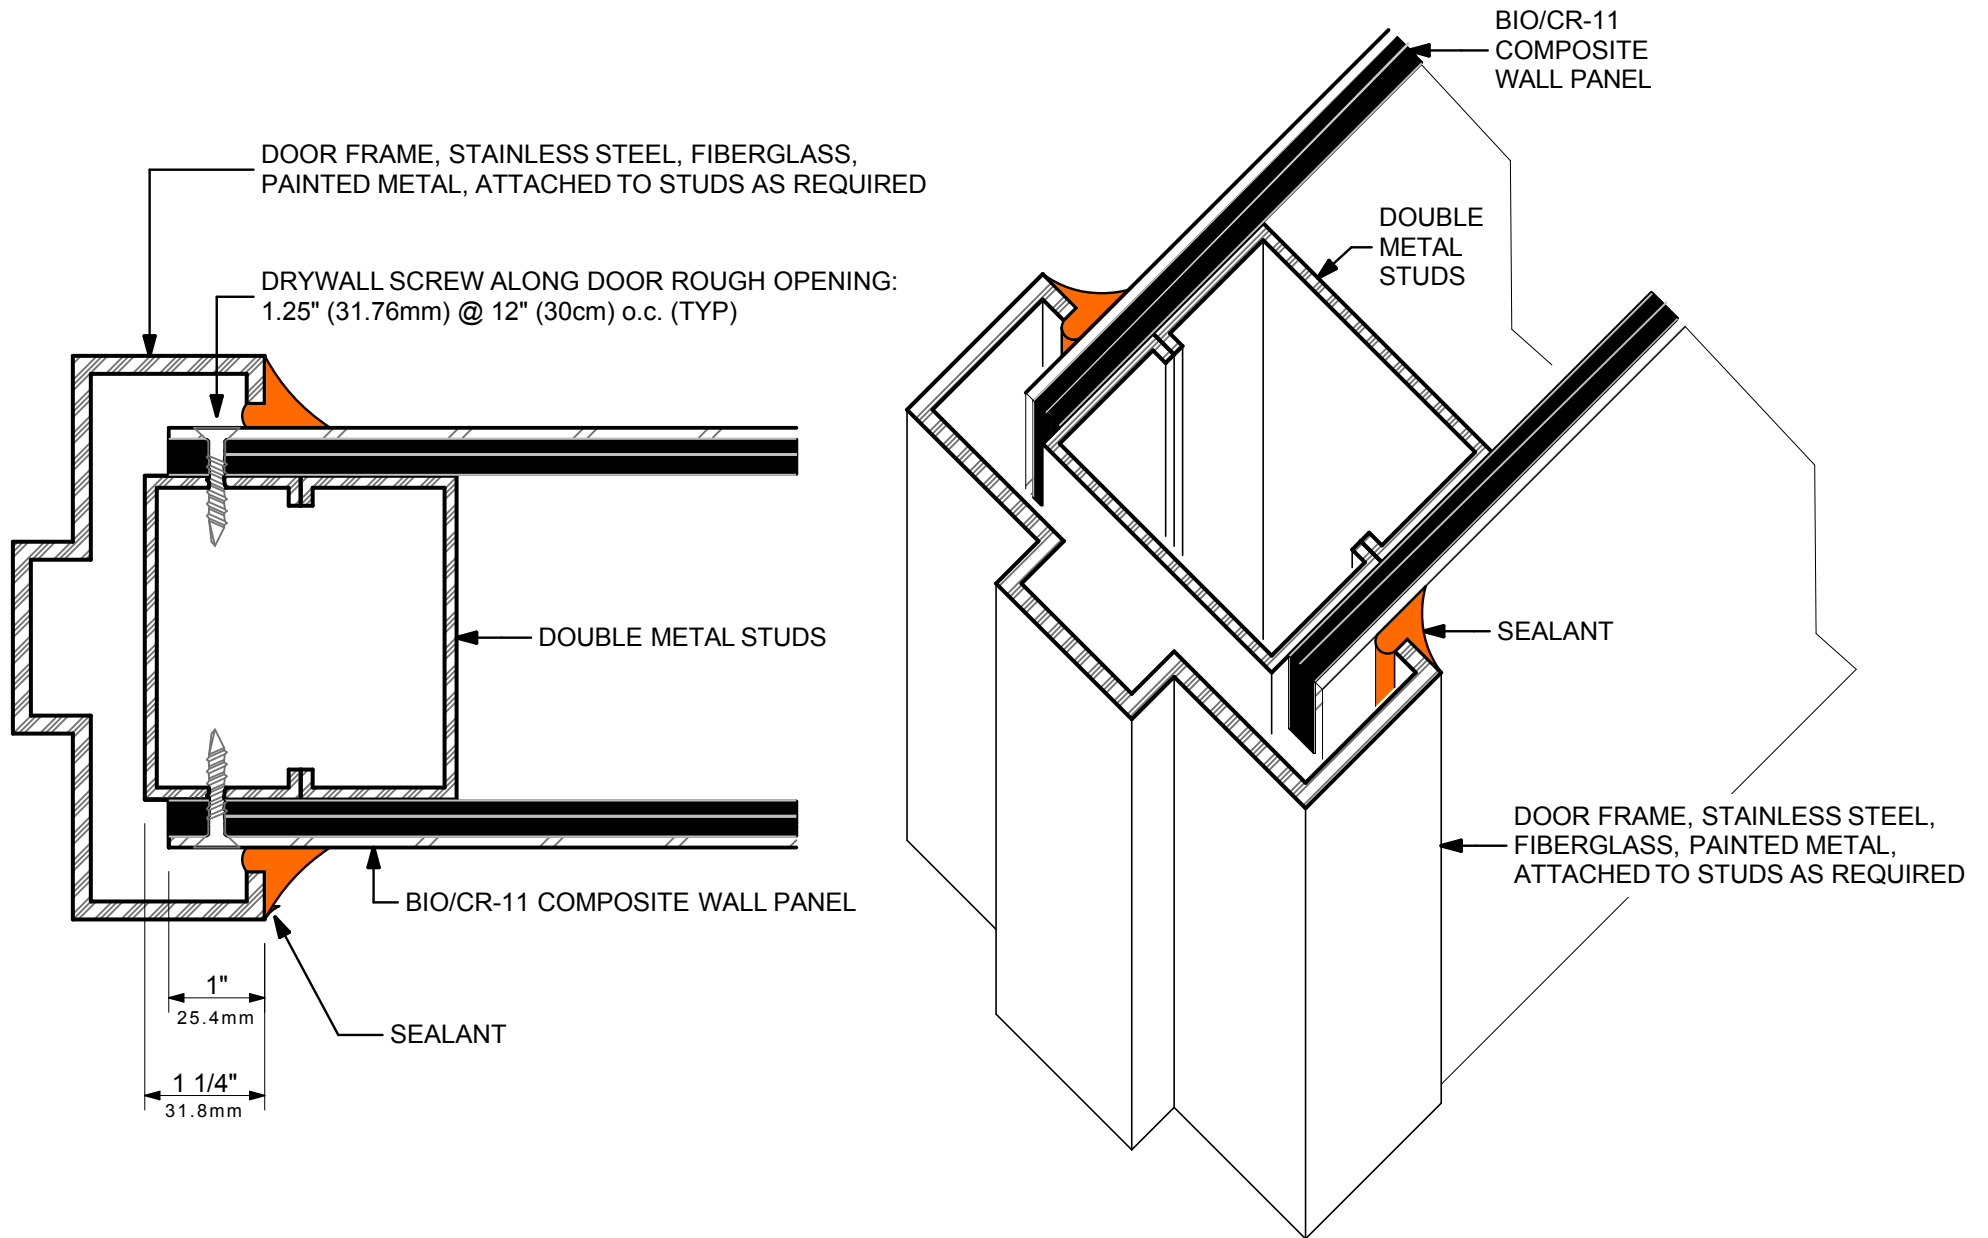 BIO/CR-11
COMPOSITE
WALL PANEL
DOOR FRAME, STAINLESS STEEL, FIBERGLASS,
PAINTED METAL, ATTACHED TO STUDS AS REQUIRED
DOUBLE
METAL
STUDS
DRYWALL SCREW ALONG DOOR ROUGH OPENING:
1.25" (31.76mm) @ 12" (30cm) o.c. (TYP)
DOUBLE METAL STUDS
SEALANT
DOOR FRAME, STAINLESS STEEL,
FIBERGLASS, PAINTED METAL,
ATTACHED TO STUDS AS REQUIRED
BIO/CR-11 COMPOSITE WALL PANEL
1"
25.4mm
SEALANT
1 1/4"
31.8mm